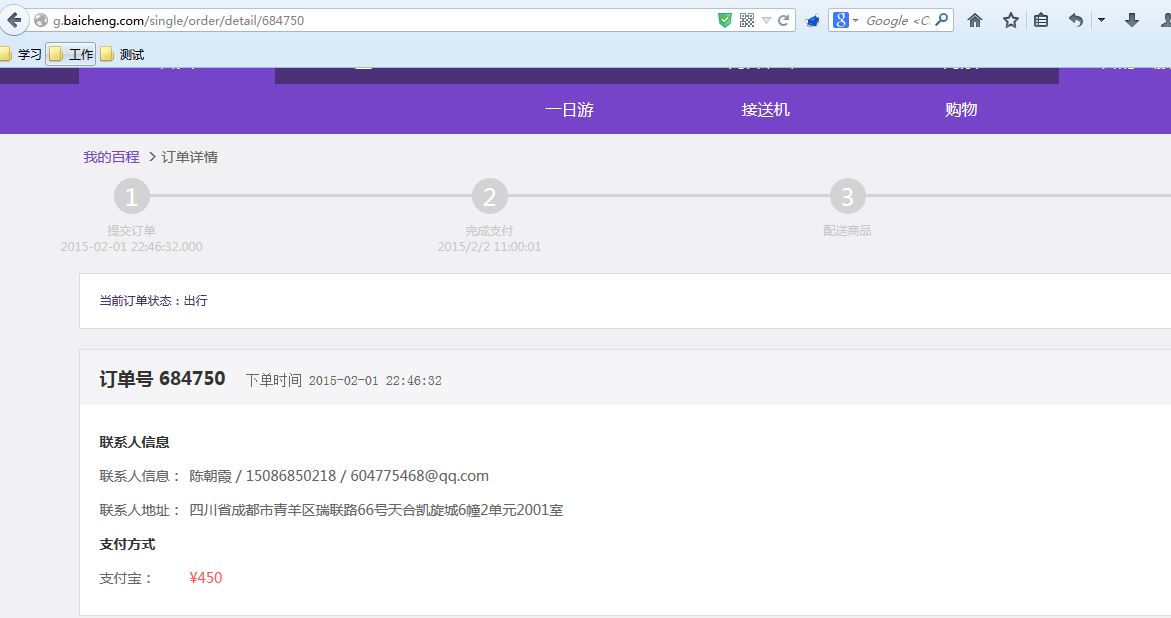 g.baicheng.com/single/order/detail/684750
8 Google <C
学习 工作 测试
一日游 接送机 购物
我的百程 > 订单详情
1 2 3
提交订单 完成支付 配送商品
2015-02-01 22:46:32.000 2015/2/2 11:00:01
当前订单状态：出行
订单号 684750 下单时间 2015-02-01 22:46:32
联系人信息
联系人信息： 陈朝霞 / 15086850218 / 604775468@qq.com
联系人地址： 四川省成都市青羊区瑞联路66号天合凯旋城6幢2单元2001室
支付方式
支付宝： ¥450